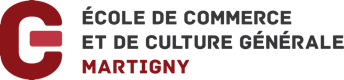 ÉCOLE DE COMMERCE
ET DE CULTURE GÉNÉRALE
MARTIGNY